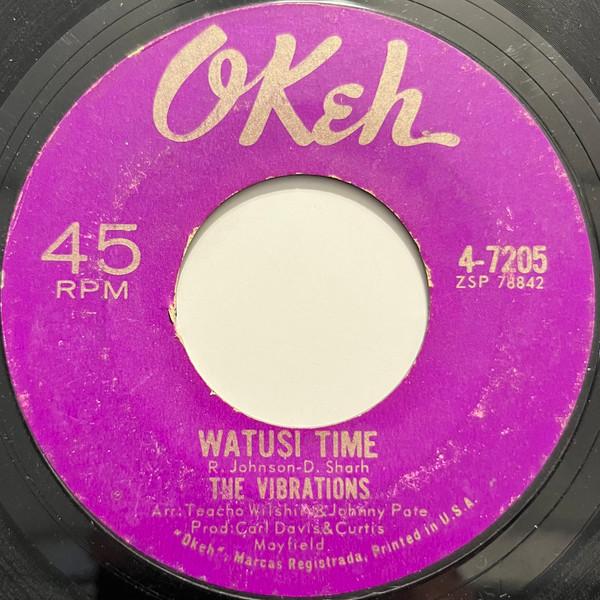 OKeh
45
RPM
4-7205
ZSP 78842
WATUSI TIME
R. Johnson-D. Sharh
THE VIBRATIONS
Arr: Teacho Wilshire&Johnny Pate
Prod: Carl Davis&Curtis
Mayfield
"Okeh", Marcas Registrada, Printed in U.S.A.